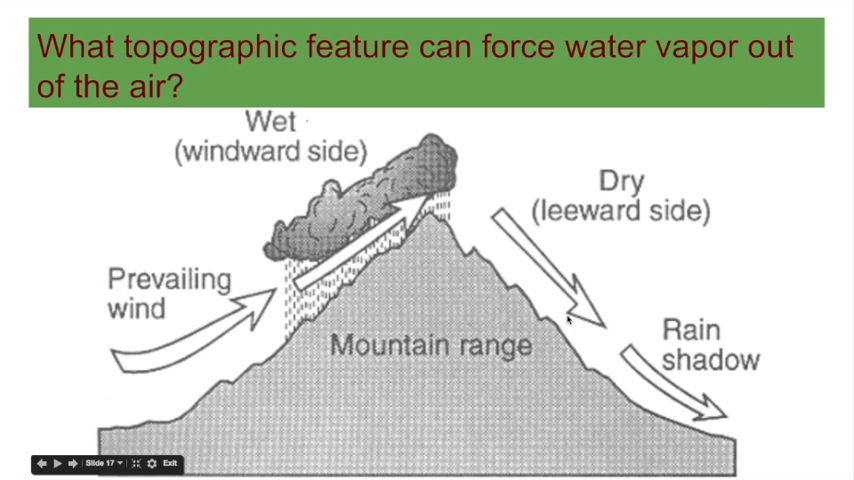 What topographic feature can force water vapor out
of the air?
Wet
(windward side)
Dry
(leeward side)
Prevailing
wind
Mountain range
Rain
shadow
Slide 17
Exit